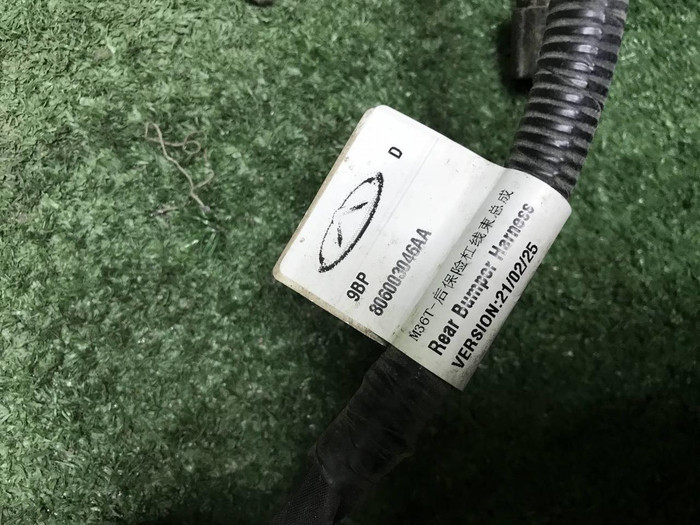 D
9BP
806003046AA
M36T-后保险杠线束总成
Rear Bumper Harness
VERSION:21/02/25